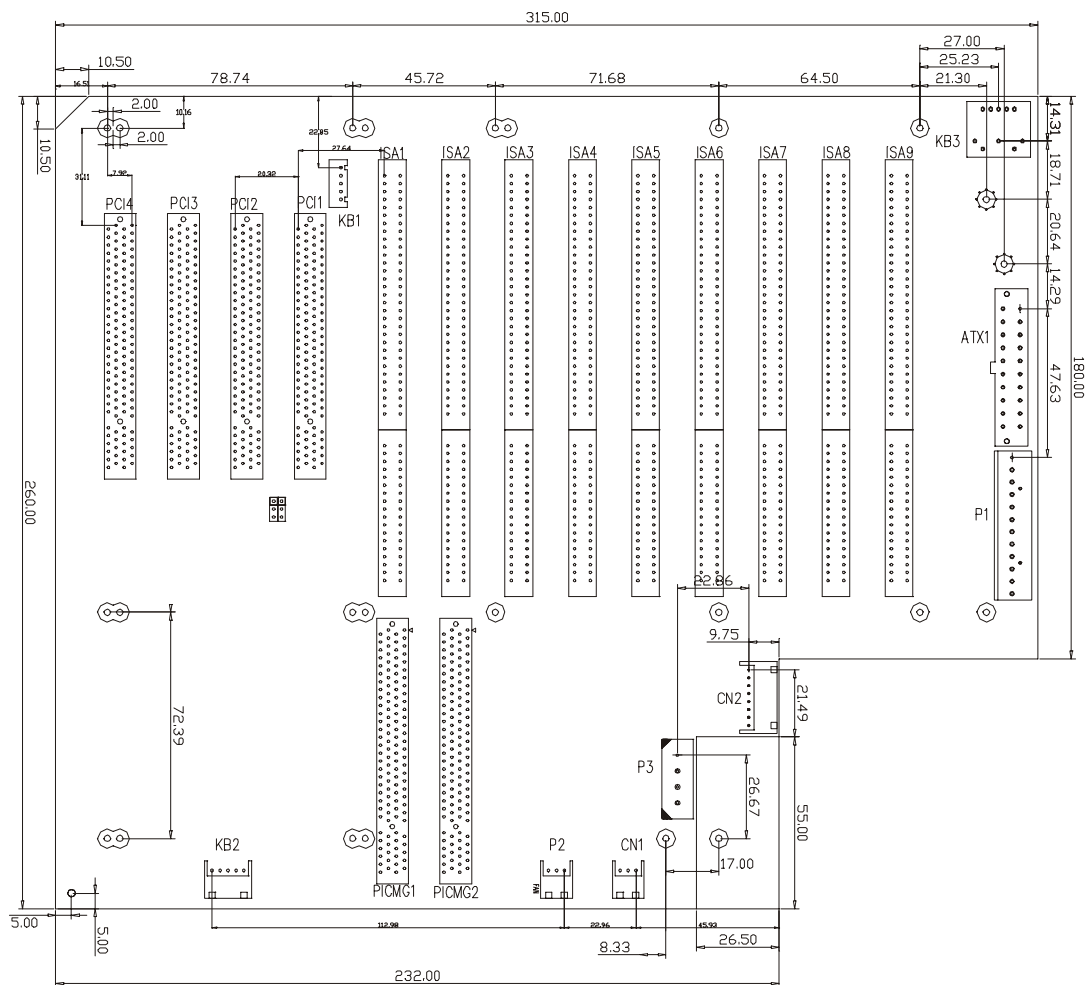 315.00
27.00
10.50
25.23
16.51
78.74
45.72
71.68
64.50
21.30
2.00
10.16
14.31
22.85
2.00
KB3
10.50
27.64
ISA1
ISA2
ISA3
ISA4
ISA5
ISA6
ISA7
ISA8
ISA9
31.11
7.92
20.32
18.71
PCI4
PCI3
PCI2
PCI1
KB1
20.64
14.29
ATX1
180.00
47.63
260.00
P1
22.86
9.75
CN2
21.49
72.39
P3
26.67
55.00
KB2
P2
CN1
17.00
FAN
PICMG1
PICMG2
5.00
5.00
112.98
22.96
45.93
8.33
26.50
232.00